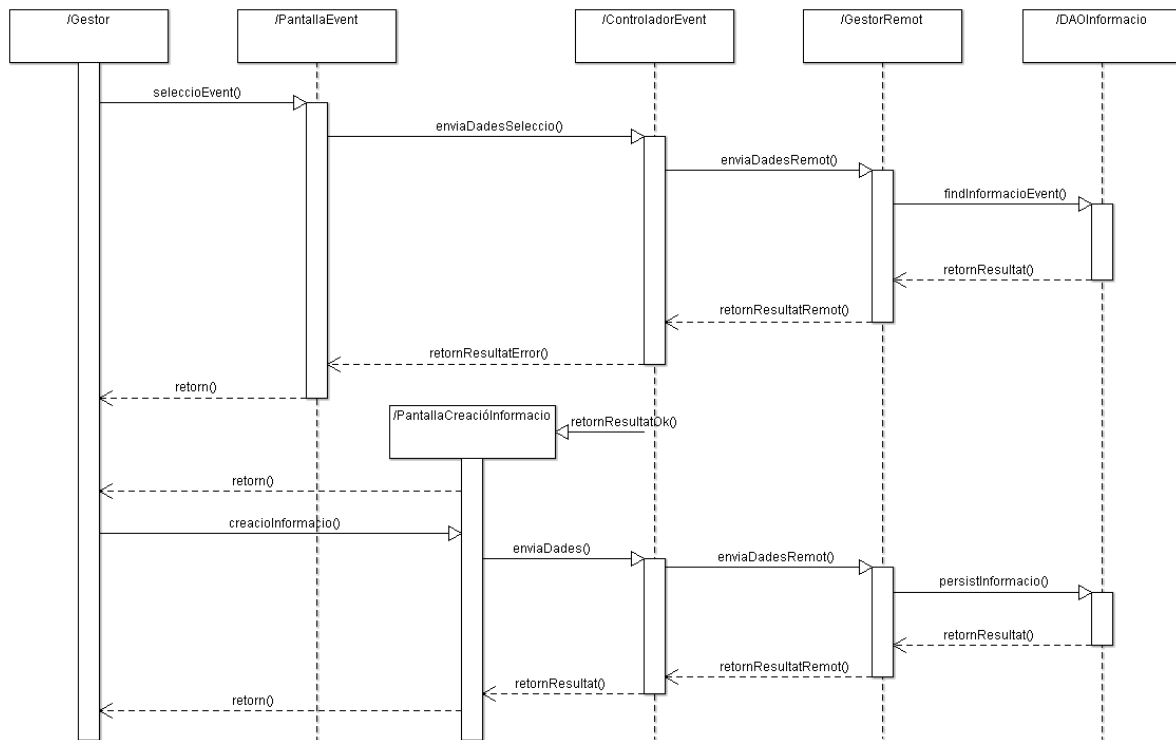 /Gestor
/PantallaEvent
/ControladorEvent
/GestorRemot
/DAOInformacio
seleccioEvent()
enviaDadesSeleccio()
enviaDadesRemot()
findInformacioEvent()
retornResultat()
retornResultatRemot()
retornResultatError()
retorn()
/PantallaCreacióInformacio
retornResultatOk()
retorn()
creacioInformacio()
enviaDades()
enviaDadesRemot()
persistInformacio()
retornResultat()
retornResultatRemot()
retornResultat()
retorn()